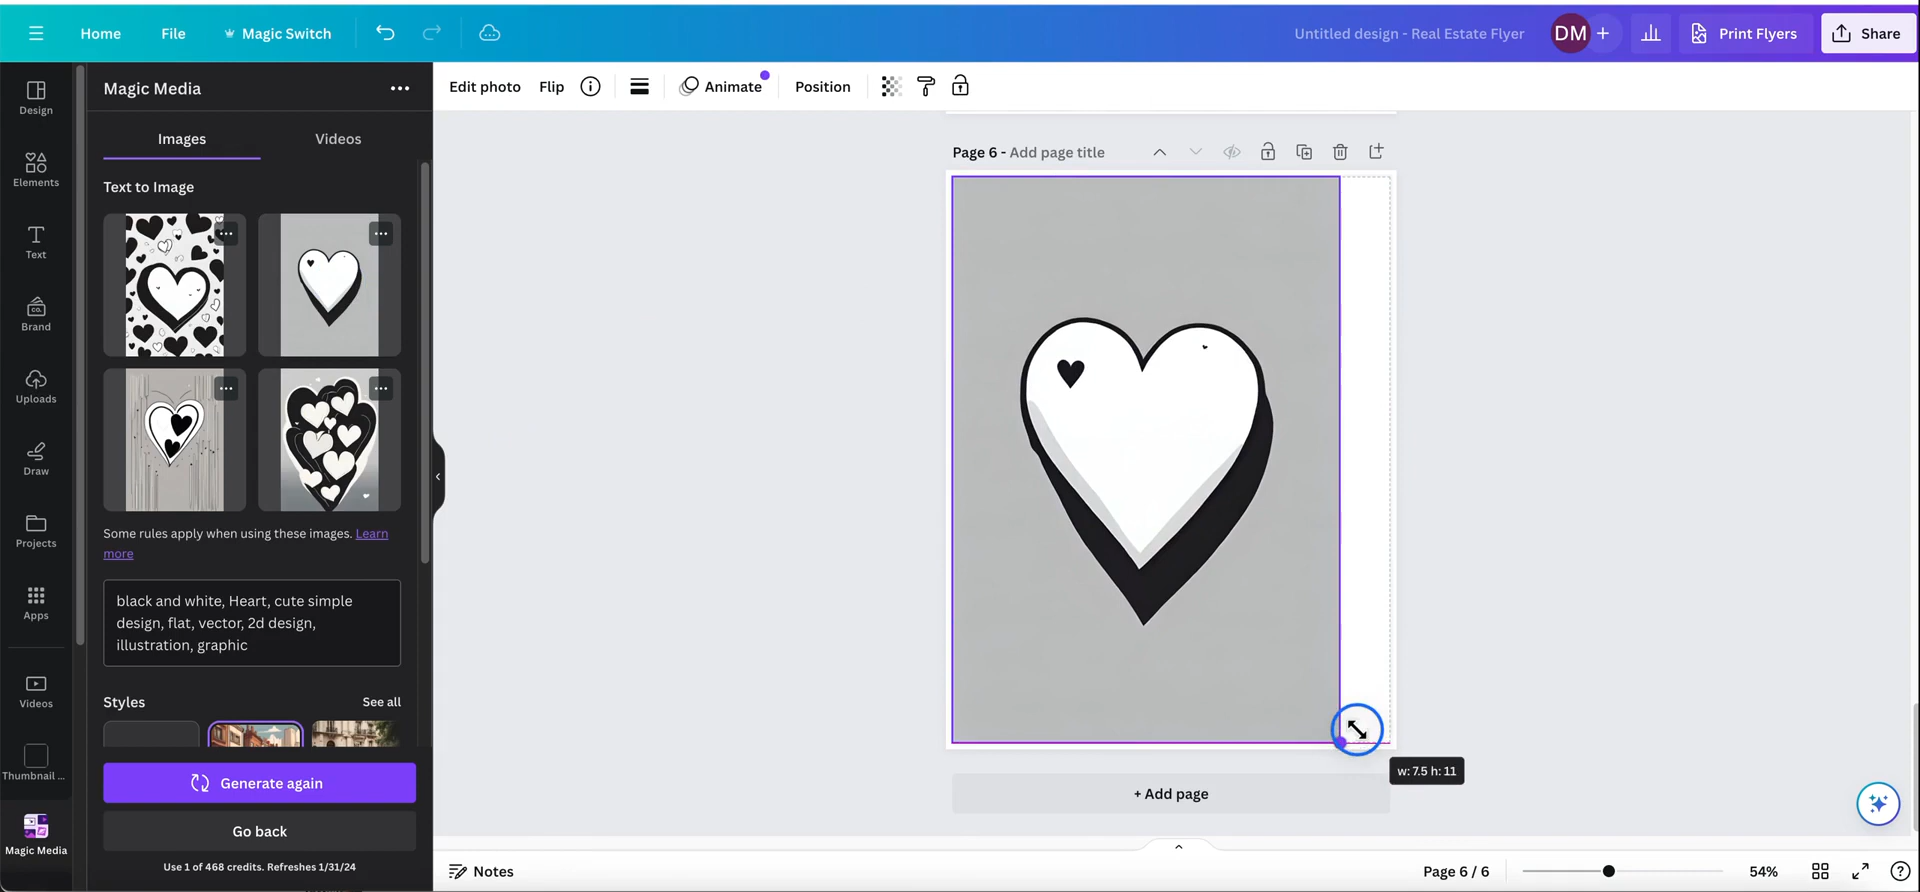 Home File Magic Switch Untitled design - Real Estate Flyer DM + Print Flyers Share
Design
Elements
Text
BRAND CO.
Brand
Uploads
Draw
Projects
Apps
Videos
Thumbnail ...
Magic Media
Magic Media
Images Videos
Text to Image
Some rules apply when using these images. Learn
more
black and white, Heart, cute simple
design, flat, vector, 2d design,
illustration, graphic
Styles See all
Generate again
Go back
Use 1 of 468 credits. Refreshes 1/31/24
Edit photo Flip Animate Position
Page 6 - Add page title
w: 7.5 h: 11
+ Add page
Notes Page 6 / 6 54%